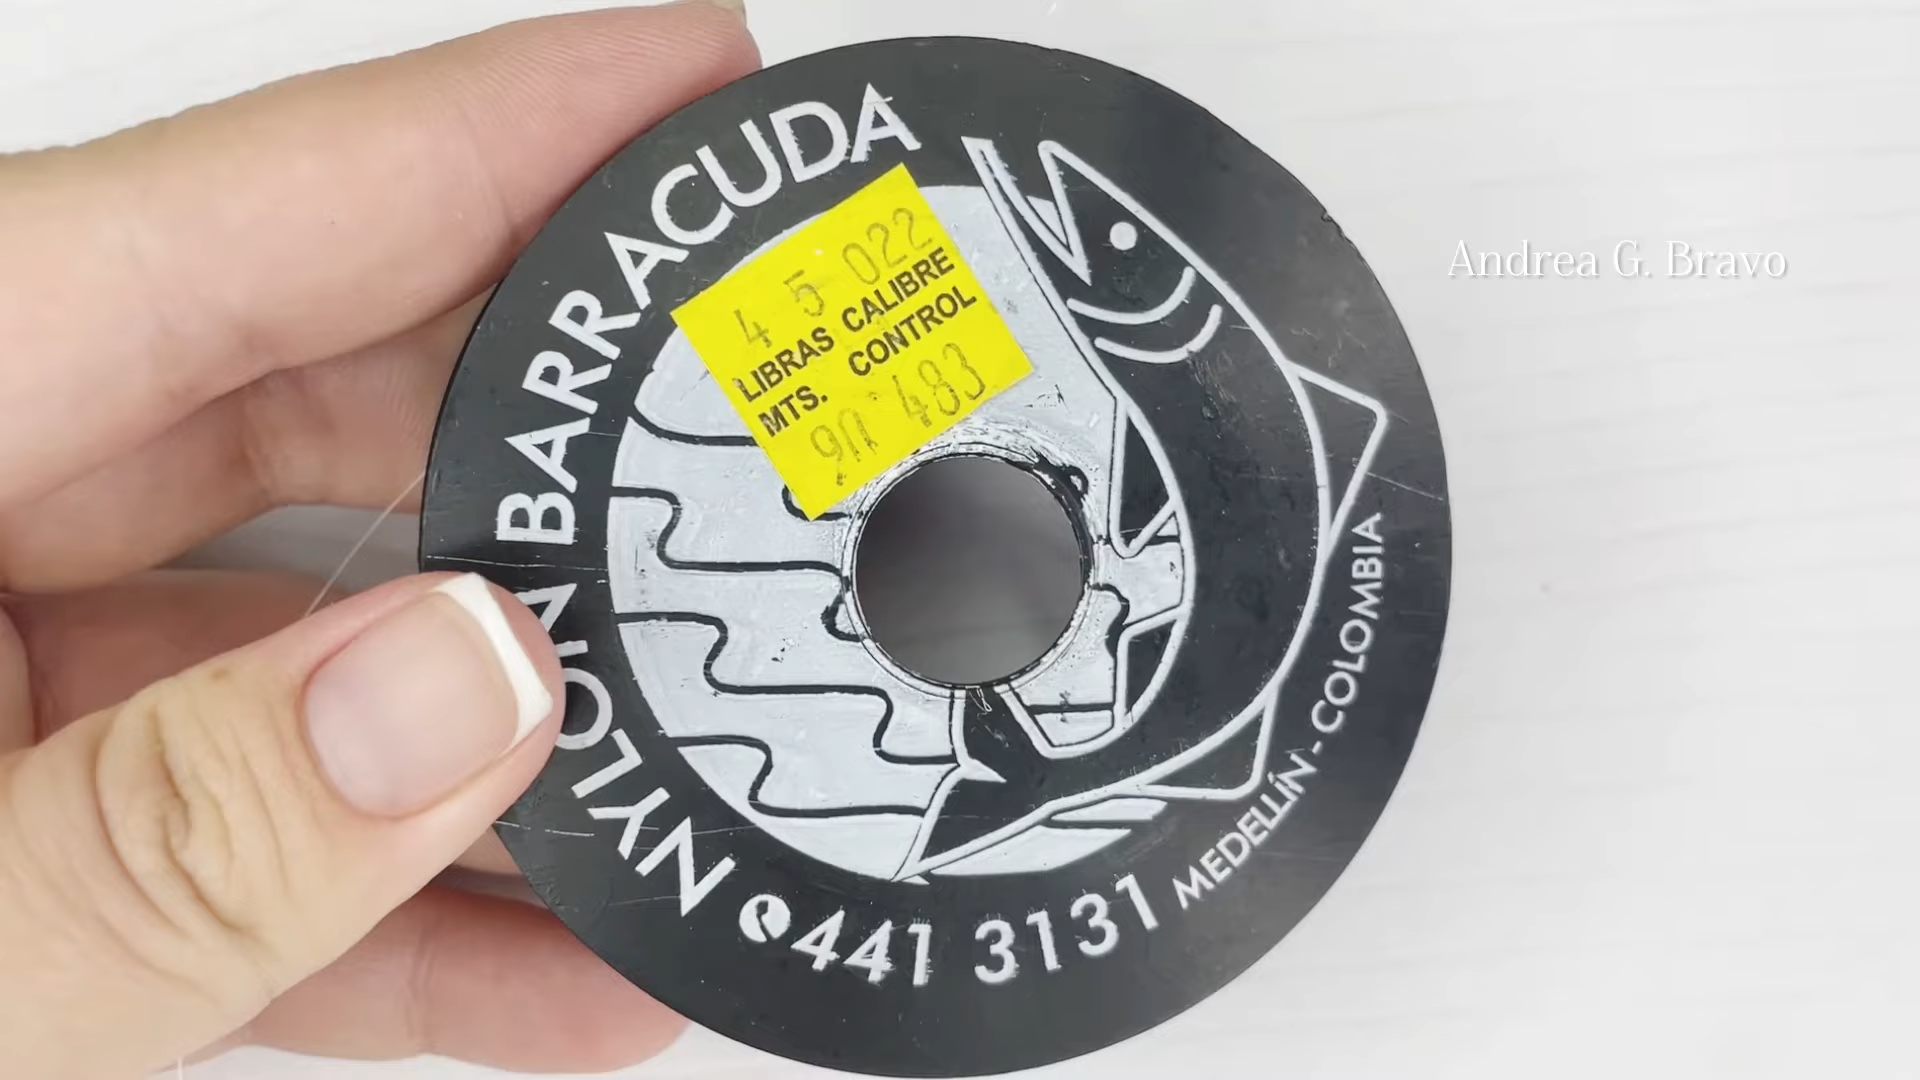 NYLON BARRACUDA
4 5 022
LIBRAS CALIBRE
MTS. CONTROL
90 483
441 3131 MEDELLÍN - COLOMBIA
Andrea G. Bravo